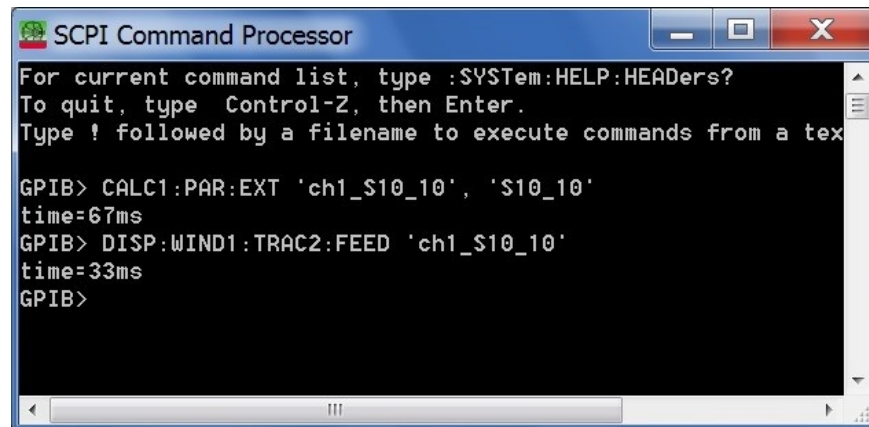 SCPI Command Processor
For current command list, type :SYSTem:HELP:HEADers?
To quit, type Control-Z, then Enter.
Type ! followed by a filename to execute commands from a tex
GPIB> CALC1:PAR:EXT 'ch1_S10_10', 'S10_10'
time=67ms
GPIB> DISP:WIND1:TRAC2:FEED 'ch1_S10_10'
time=33ms
GPIB>